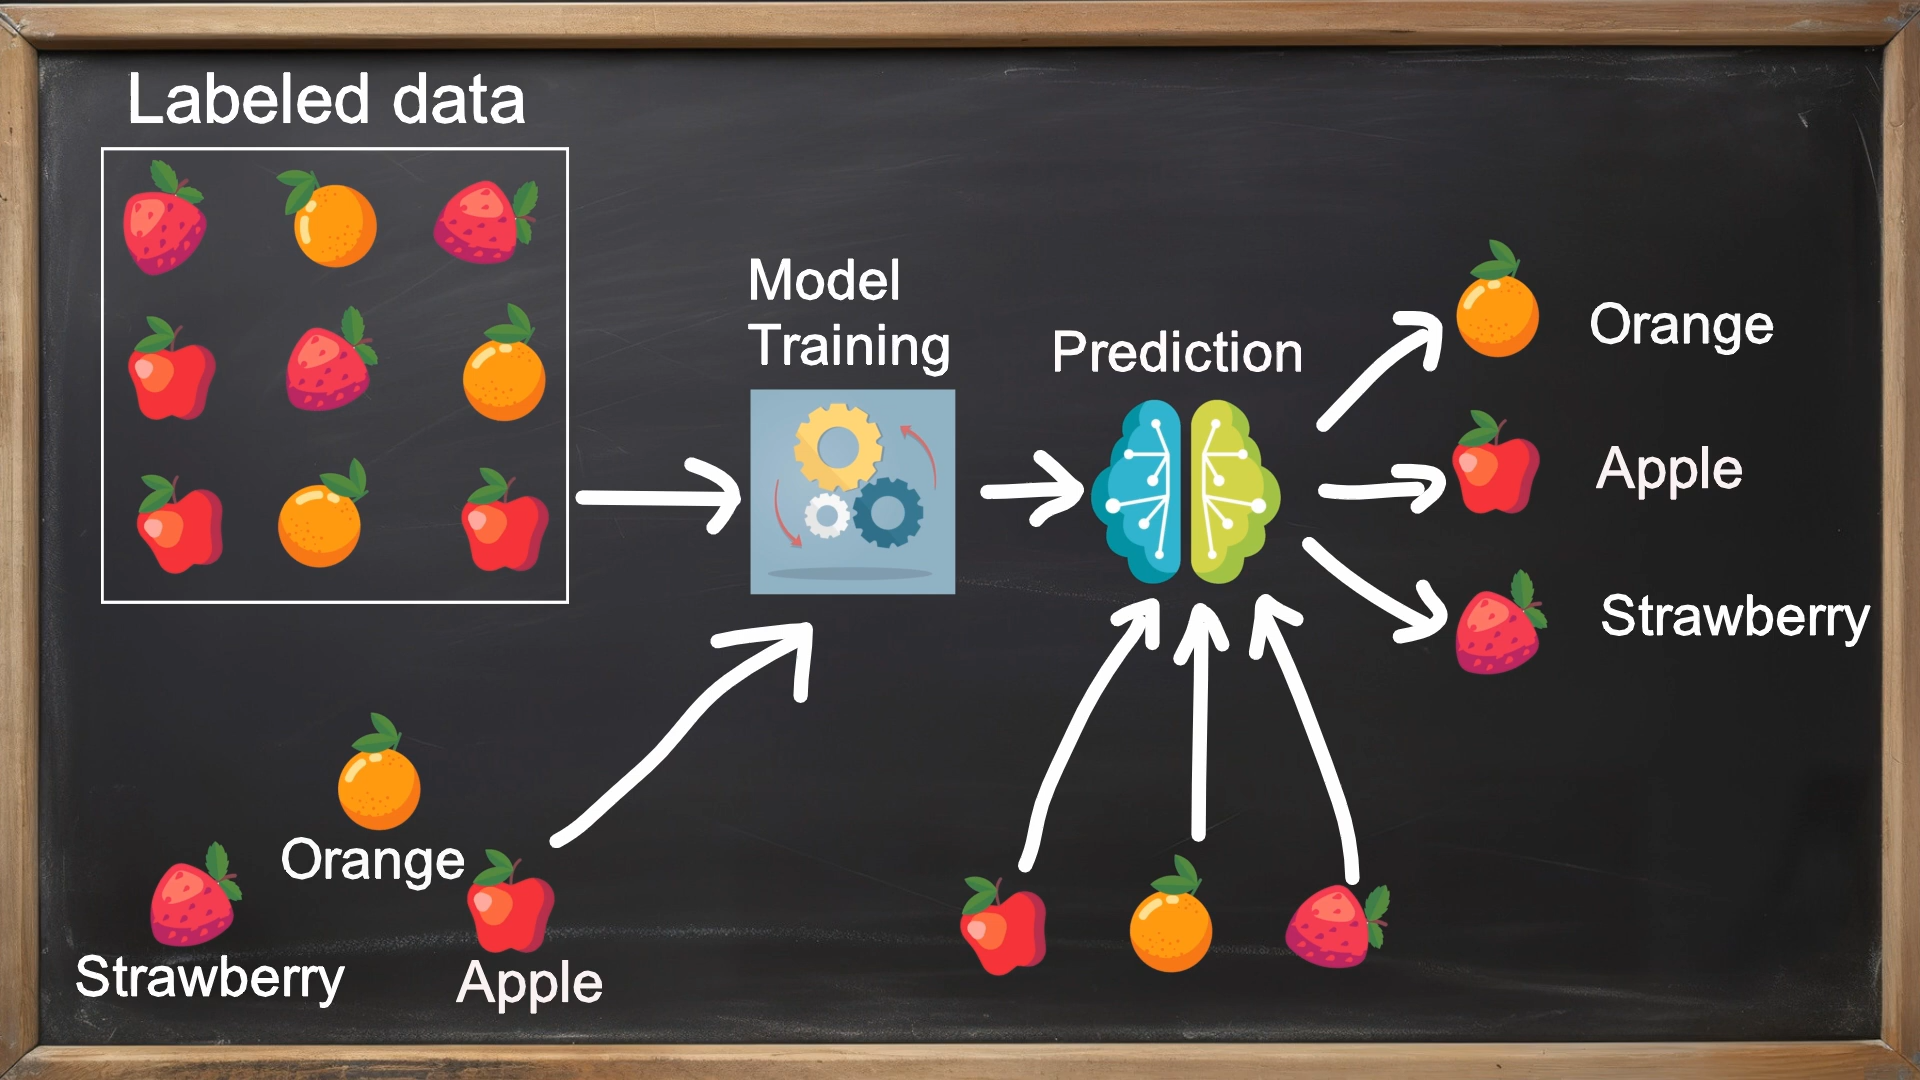 Labeled data
Model
Training
Prediction
Orange
Apple
Strawberry
Orange
Strawberry
Apple